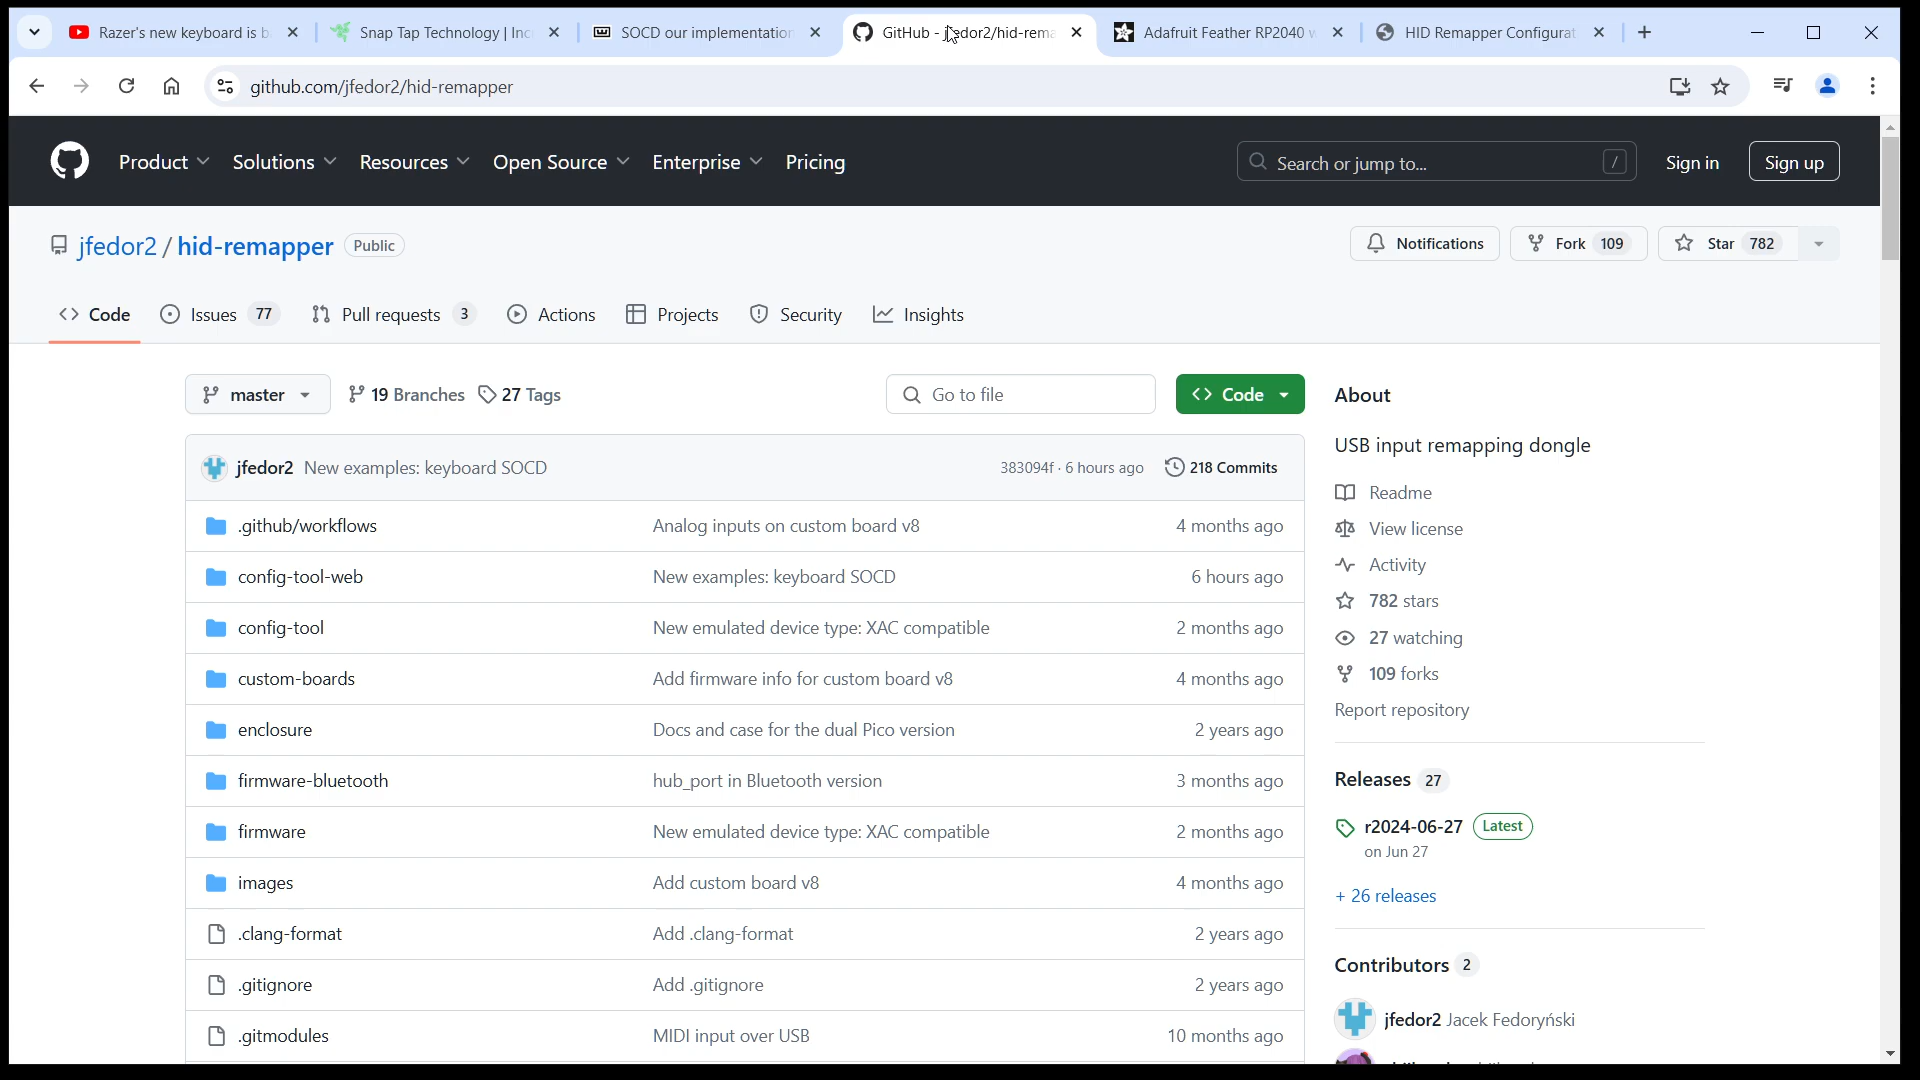 Razer's new keyboard is b
Snap Tap Technology | Inc
SOCD our implementation
GitHub - jfedor2/hid-rema
Adafruit Feather RP2040 w
HID Remapper Configurat
github.com/jfedor2/hid-remapper
Product
Solutions
Resources
Open Source
Enterprise
Pricing
Search or jump to...
/
Sign in
Sign up
jfedor2 / hid-remapper
Public
Notifications
Fork 109
Star 782
Code
Issues 77
Pull requests 3
Actions
Projects
Security
Insights
master
19 Branches
27 Tags
Go to file
Code
jfedor2 New examples: keyboard SOCD 383094f · 6 hours ago 218 Commits
.github/workflows Analog inputs on custom board v8 4 months ago
config-tool-web New examples: keyboard SOCD 6 hours ago
config-tool New emulated device type: XAC compatible 2 months ago
custom-boards Add firmware info for custom board v8 4 months ago
enclosure Docs and case for the dual Pico version 2 years ago
firmware-bluetooth hub_port in Bluetooth version 3 months ago
firmware New emulated device type: XAC compatible 2 months ago
images Add custom board v8 4 months ago
.clang-format Add .clang-format 2 years ago
.gitignore Add .gitignore 2 years ago
.gitmodules MIDI input over USB 10 months ago
About
USB input remapping dongle
Readme
View license
Activity
782 stars
27 watching
109 forks
Report repository
Releases 27
r2024-06-27 Latest
on Jun 27
+ 26 releases
Contributors 2
jfedor2 Jacek Fedoryński